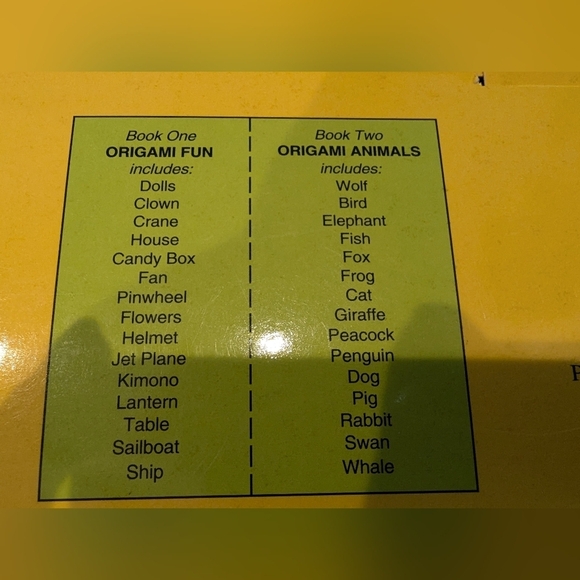 Book One
ORIGAMI FUN
includes:
Dolls
Clown
Crane
House
Candy Box
Fan
Pinwheel
Flowers
Helmet
Jet Plane
Kimono
Lantern
Table
Sailboat
Ship
Book Two
ORIGAMI ANIMALS
includes:
Wolf
Bird
Elephant
Fish
Fox
Frog
Cat
Giraffe
Peacock
Penguin
Dog
Pig
Rabbit
Swan
Whale